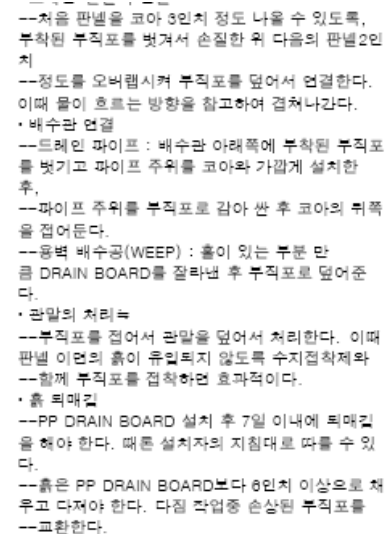 --처음 판넬을 코아 3인치 정도 나올 수 있도록,
부착된 부직포를 벗겨서 손질한 위 다음의 판넬2인
치
--정도를 오버랩시켜 부직포를 덮어서 연결한다.
이때 물이 흐르는 방향을 참고하여 겹쳐나간다.
• 배수관 연결
--드레인 파이프 : 배수관 아래쪽에 부착된 부직포
를 벗기고 파이프 주위를 코아와 가깝게 설치한
후,
--파이프 주위를 부직포로 감아 싼 후 코아의 뒤쪽
을 접어둔다.
--옹벽 배수공(WEEP) : 홀이 있는 부분 만
큼 DRAIN BOARD를 잘라낸 후 부직포로 덮어준
다.
• 관말의 처리≒
--부직포를 접어서 관말을 덮어서 처리한다. 이때
판넬 이면의 흙이 유입되지 않도록 수지접착제와
--함께 부직포를 접착하면 효과적이다.
• 흙 되메김
--PP DRAIN BOARD 설치 후 7일 이내에 되메김
을 해야 한다. 때론 설치자의 지침대로 따를 수 있
다.
--흙은 PP DRAIN BOARD보다 6인치 이상으로 채
우고 다져야 한다. 다짐 작업중 손상된 부직포를
--교환한다.